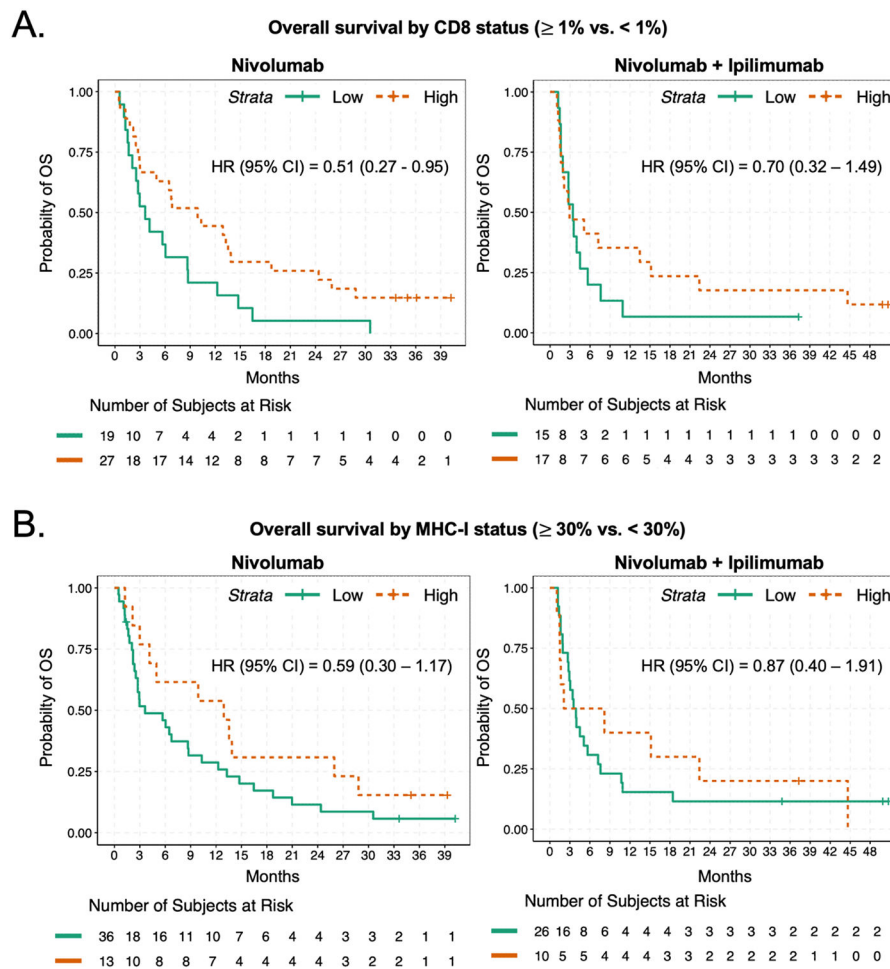 A.
Overall survival by CD8 status (≥ 1% vs. < 1%)
Nivolumab
Strata Low High
HR (95% CI) = 0.51 (0.27 - 0.95)
Probabilty of OS
1.00
0.75
0.50
0.25
0.00
0 3 6 9 12 15 18 21 24 27 30 33 36 39
Months
Number of Subjects at Risk
19 10 7 4 4 2 1 1 1 1 1 0 0 0
27 18 17 14 12 8 8 7 7 5 4 4 2 1
Nivolumab + Ipilimumab
Strata Low High
HR (95% CI) = 0.70 (0.32 – 1.49)
Probabilty of OS
1.00
0.75
0.50
0.25
0.00
0 3 6 9 12 15 18 21 24 27 30 33 36 39 42 45 48
Months
Number of Subjects at Risk
15 8 3 2 1 1 1 1 1 1 1 1 1 0 0 0 0
17 8 7 6 6 5 4 4 3 3 3 3 3 3 3 2 2
B.
Overall survival by MHC-I status (≥ 30% vs. < 30%)
Nivolumab
Strata Low High
HR (95% CI) = 0.59 (0.30 – 1.17)
Probabilty of OS
1.00
0.75
0.50
0.25
0.00
0 3 6 9 12 15 18 21 24 27 30 33 36 39
Months
Number of Subjects at Risk
36 18 16 11 10 7 6 4 4 3 3 2 1 1
13 10 8 8 7 4 4 4 4 3 2 2 1 1
Nivolumab + Ipilimumab
Strata Low High
HR (95% CI) = 0.87 (0.40 – 1.91)
Probabilty of OS
1.00
0.75
0.50
0.25
0.00
0 3 6 9 12 15 18 21 24 27 30 33 36 39 42 45 48
Months
Number of Subjects at Risk
26 16 8 6 4 4 4 3 3 3 3 3 2 2 2 2 2
10 5 5 4 4 4 3 3 2 2 2 2 2 1 1 0 0